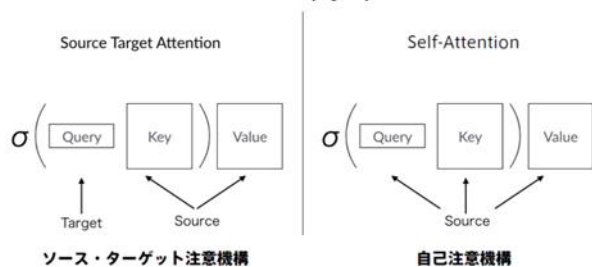 Source Target Attention
σ ( Query Key ) Value
Target Source
ソース・ターゲット注意機構
Self-Attention
σ ( Query Key ) Value
Source
自己注意機構